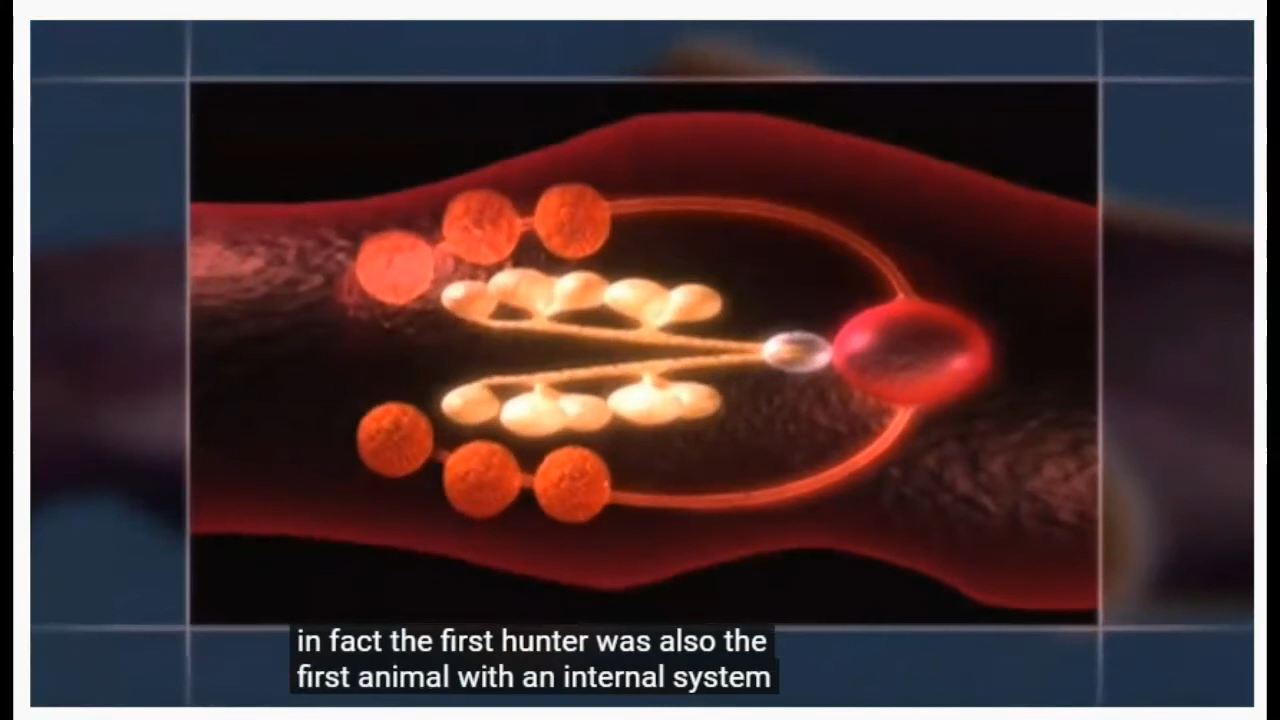 in fact the first hunter was also the
first animal with an internal system